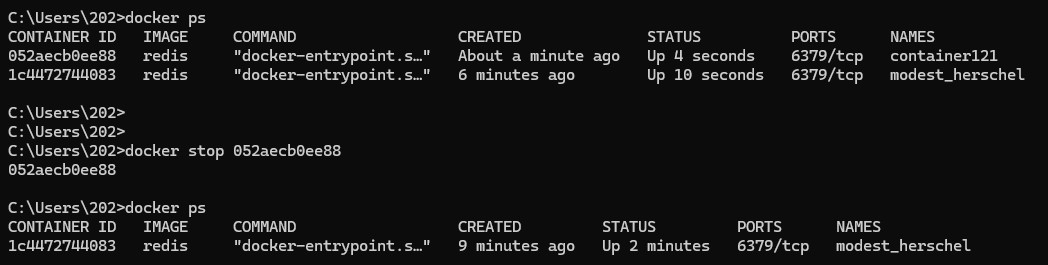 C:\Users\202>docker ps
CONTAINER ID   IMAGE     COMMAND                  CREATED              STATUS          PORTS      NAMES
052aecb0ee88   redis     "docker-entrypoint.s…"   About a minute ago   Up 4 seconds    6379/tcp   container121
1c4472744083   redis     "docker-entrypoint.s…"   6 minutes ago        Up 10 seconds   6379/tcp   modest_herschel
C:\Users\202>
C:\Users\202>
C:\Users\202>docker stop 052aecb0ee88
052aecb0ee88
C:\Users\202>docker ps
CONTAINER ID   IMAGE     COMMAND                  CREATED         STATUS         PORTS      NAMES
1c4472744083   redis     "docker-entrypoint.s…"   9 minutes ago   Up 2 minutes   6379/tcp   modest_herschel